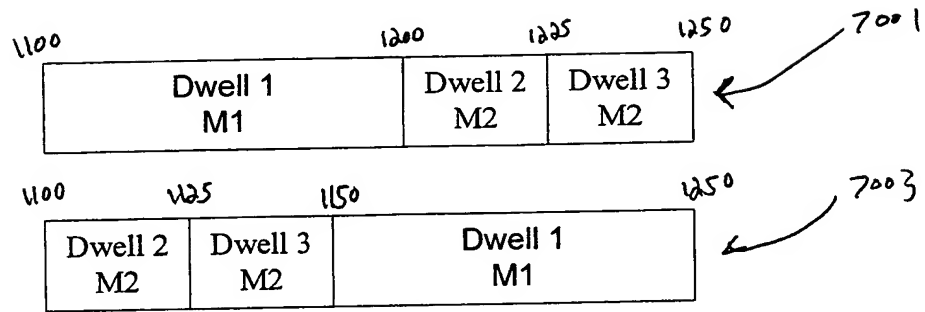 1100 1200 1225 1250 7001
Dwell 1 Dwell 2 Dwell 3
M1 M2 M2
1100 1125 1150 1250 7003
Dwell 2 Dwell 3 Dwell 1
M2 M2 M1